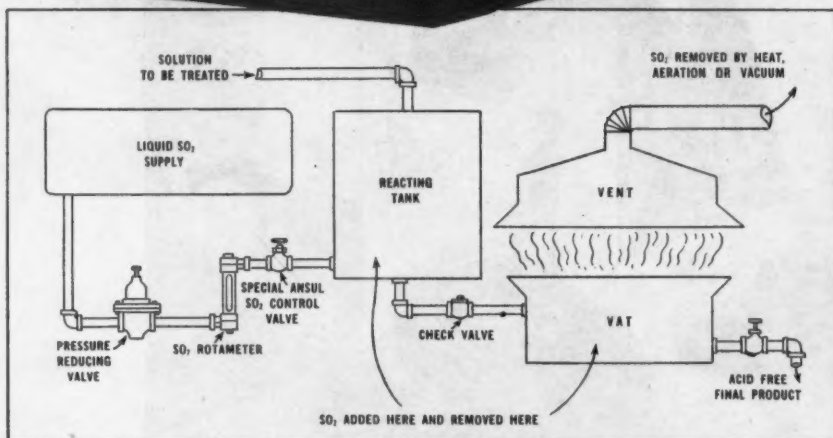 SOLUTION
TO BE TREATED
LIQUID SO₂
SUPPLY
REACTING
TANK
SO₂ REMOVED BY HEAT,
AERATION OR VACUUM
VENT
SPECIAL ANSUL
SO₂ CONTROL
VALVE
PRESSURE
REDUCING
VALVE
SO₂ ROTAMETER
CHECK VALVE
VAT
ACID FREE
FINAL PRODUCT
SO₂ ADDED HERE AND REMOVED HERE